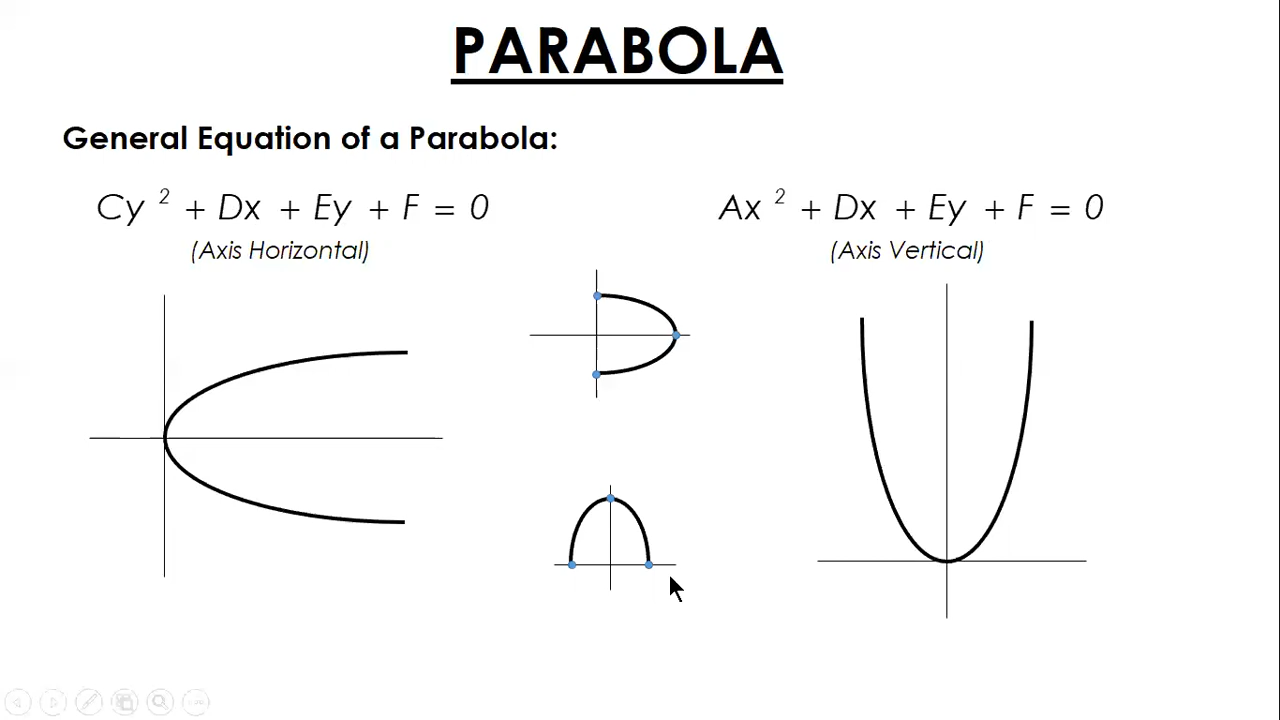 PARABOLA
General Equation of a Parabola:
Cy ² + Dx + Ey + F = 0
(Axis Horizontal)
Ax ² + Dx + Ey + F = 0
(Axis Vertical)